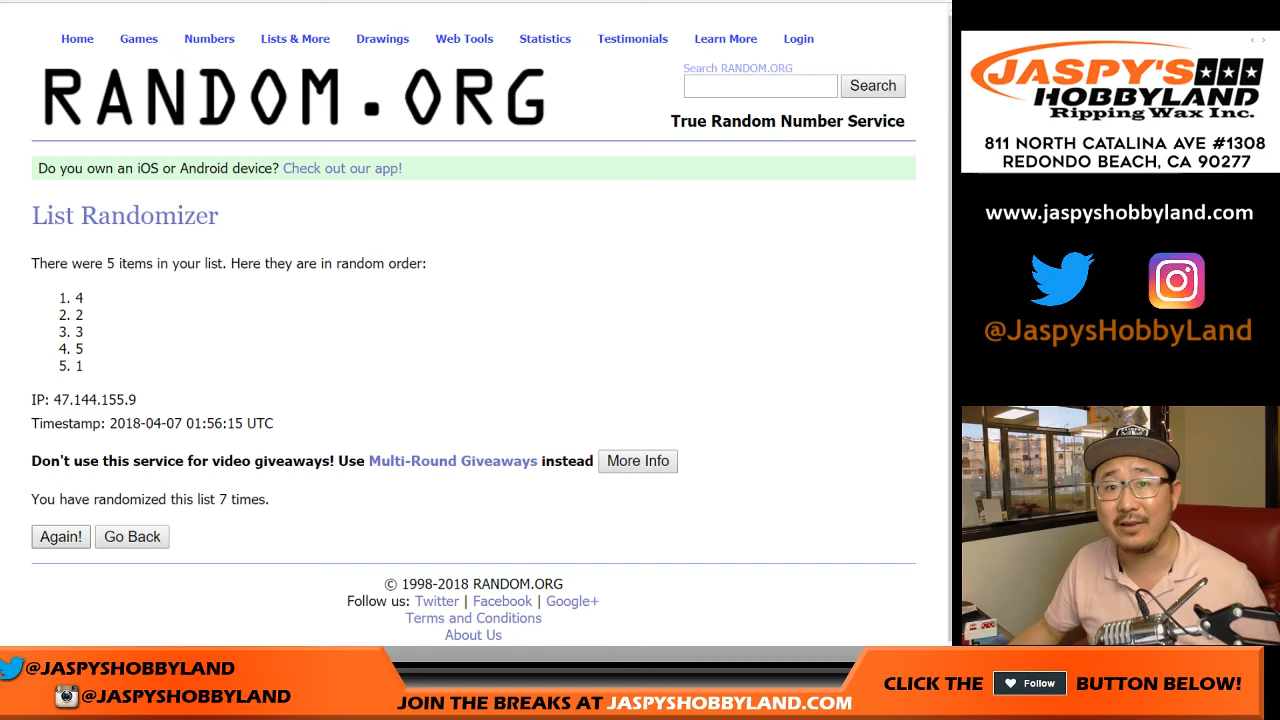 Home Games Numbers Lists & More Drawings Web Tools Statistics Testimonials Learn More Login
RANDOM.ORG
Search RANDOM.ORG
Search
True Random Number Service
Do you own an iOS or Android device? Check out our app!
List Randomizer
There were 5 items in your list. Here they are in random order:
1. 4
2. 2
3. 3
4. 5
5. 1
IP: 47.144.155.9
Timestamp: 2018-04-07 01:56:15 UTC
Don't use this service for video giveaways! Use Multi-Round Giveaways instead More Info
You have randomized this list 7 times.
Again! Go Back
© 1998-2018 RANDOM.ORG
Follow us: Twitter | Facebook | Google+
Terms and Conditions
About Us
JASPY'S
HOBBYLAND
Ripping Wax Inc.
811 NORTH CATALINA AVE #1308
REDONDO BEACH, CA 90277
www.jaspyshobbyland.com
@JaspysHobbyLand
@JASPYSHOBBYLAND
@JASPYSHOBBYLAND
JOIN THE BREAKS AT JASPYSHOBBYLAND.COM
CLICK THE Follow BUTTON BELOW!